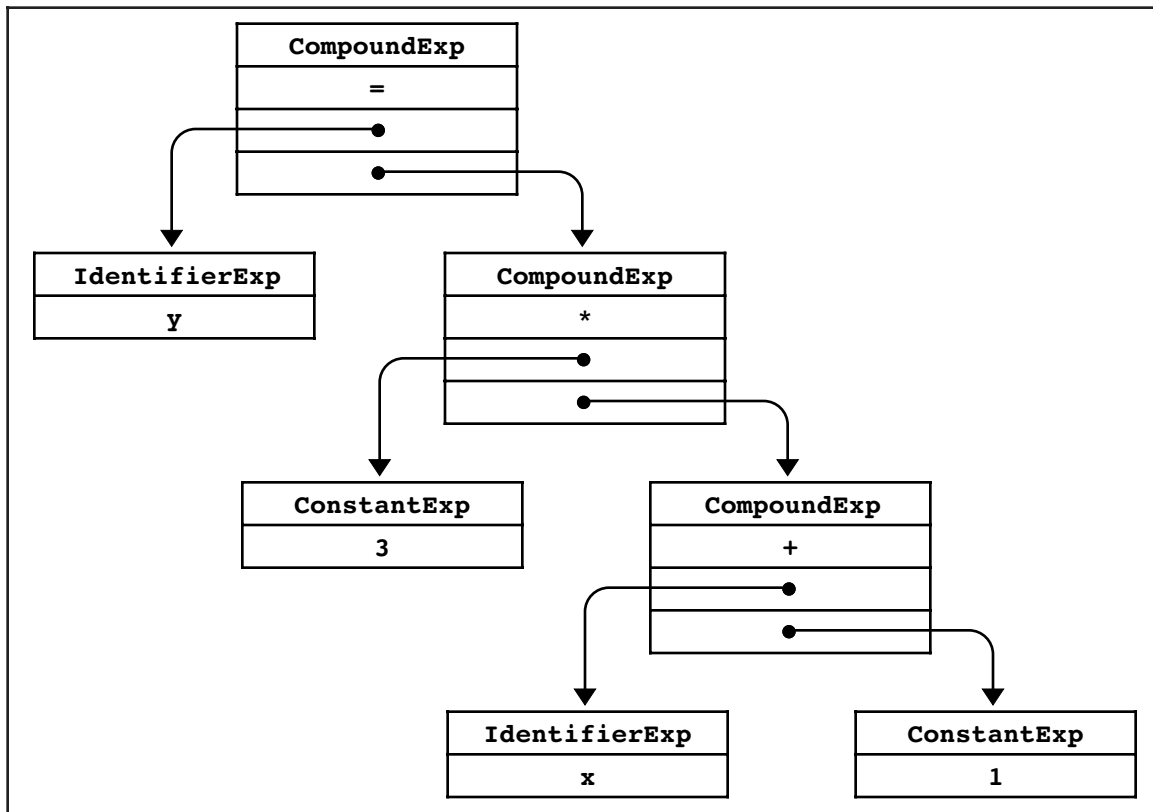 CompoundExp
=
IdentifierExp
y
CompoundExp
*
ConstantExp
3
CompoundExp
+
IdentifierExp
x
ConstantExp
1